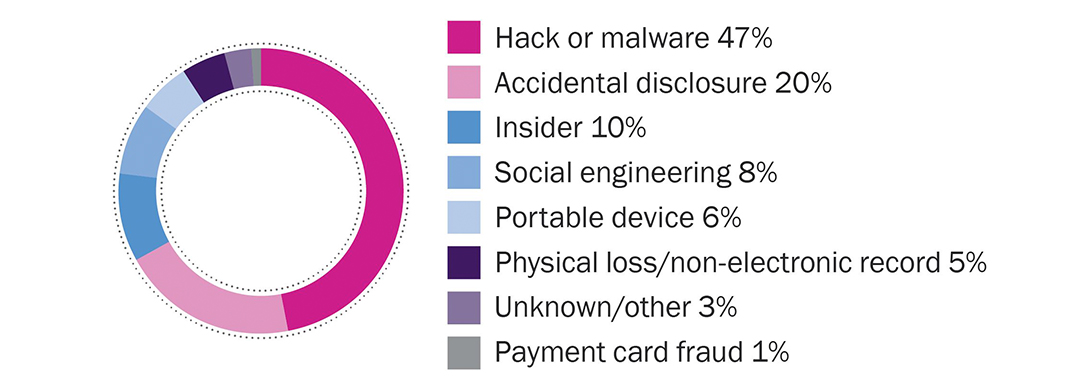 Hack or malware 47%
Accidental disclosure 20%
Insider 10%
Social engineering 8%
Portable device 6%
Physical loss/non-electronic record 5%
Unknown/other 3%
Payment card fraud 1%